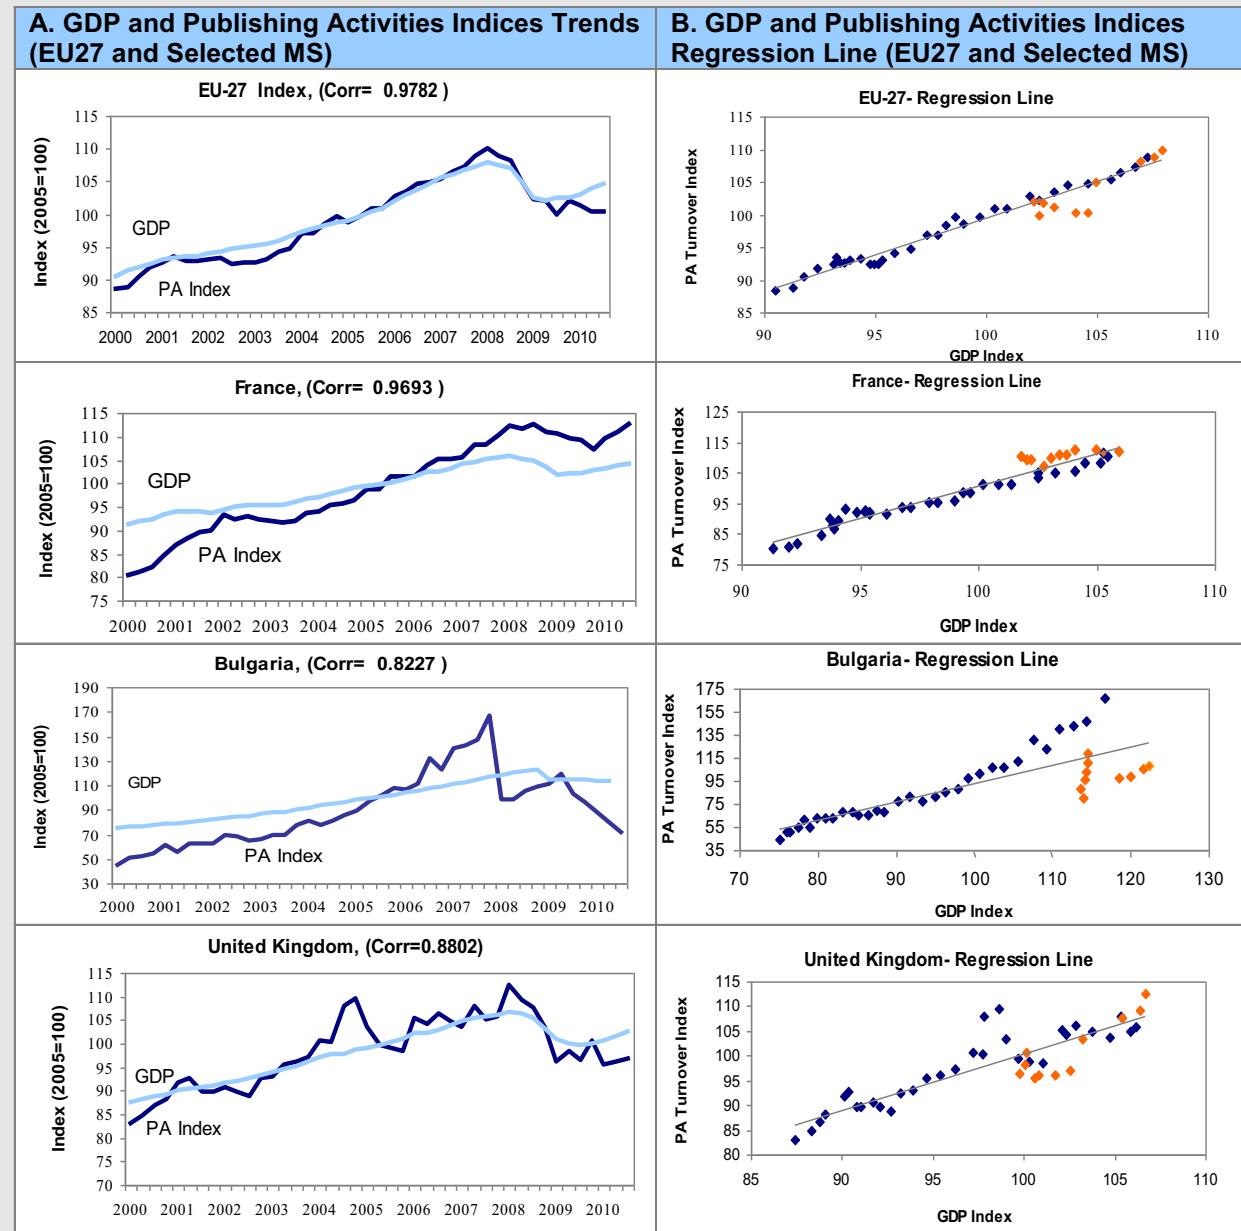 A. GDP and Publishing Activities Indices Trends
(EU27 and Selected MS)
B. GDP and Publishing Activities Indices
Regression Line (EU27 and Selected MS)
EU-27 Index, (Corr= 0.9782 )
Index (2005=100)
115
110
105
100
95
90
85
GDP
PA Index
2000 2001 2002 2003 2004 2005 2006 2007 2008 2009 2010
EU-27- Regression Line
PA Turnover Index
115
110
105
100
95
90
85
90 95 100 105 110
GDP Index
France, (Corr= 0.9693 )
Index (2005=100)
115
110
105
100
95
90
85
80
75
GDP
PA Index
2000 2001 2002 2003 2004 2005 2006 2007 2008 2009 2010
France- Regression Line
PA Turnover Index
125
115
105
95
85
75
90 95 100 105 110
GDP Index
Bulgaria, (Corr= 0.8227 )
Index (2005=100)
190
170
150
130
110
90
70
50
30
GDP
PA Index
2000 2001 2002 2003 2004 2005 2006 2007 2008 2009 2010
Bulgaria- Regression Line
PA Turnover Index
175
155
135
115
95
75
55
35
70 80 90 100 110 120 130
GDP Index
United Kingdom, (Corr=0.8802)
Index (2005=100)
115
110
105
100
95
90
85
80
75
70
GDP
PA Index
2000 2001 2002 2003 2004 2005 2006 2007 2008 2009 2010
United Kingdom- Regression Line
PA Turnover Index
115
110
105
100
95
90
85
80
85 90 95 100 105 110
GDP Index